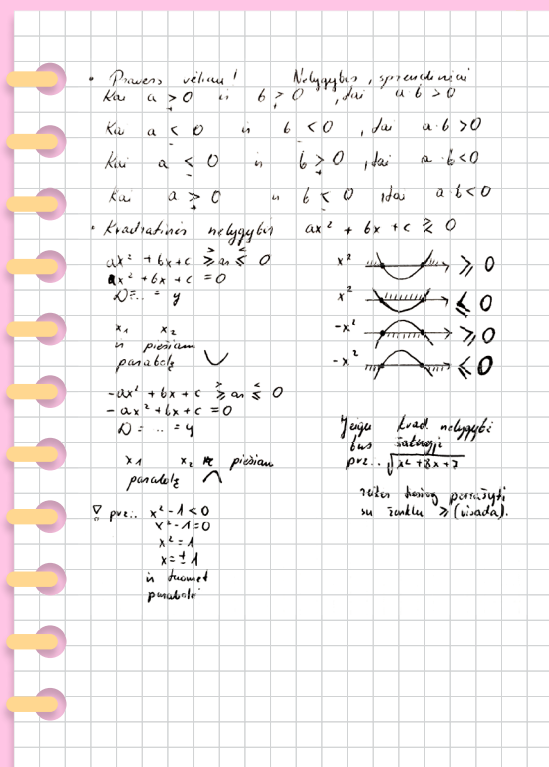 • Pravers vėliau! Nelygybės, sprendiniai
Kai a > 0 ir b > 0, tai a·b > 0
+ +
Kai a < 0 ir b < 0, tai a·b > 0
- -
Kai a < 0 ir b > 0, tai a·b < 0
- +
Kai a > 0 ir b < 0, tai a·b < 0
+ -
• Kvadratinės nelygybės ax² + bx + c ≷ 0
ax² + bx + c ⩾ ar ⩽ 0
ax² + bx + c = 0
D = .. = y
x₁ x₂
ir piešiam
parabolę ∪
-ax² + bx + c ⩾ ar ⩽ 0
-ax² + bx + c = 0
D = .. = y
x₁ x₂ piešiam
parabolę ∩
∇ pvz.. x² - 1 < 0
x² - 1 = 0
x² = 1
x = ± 1
ir tuomet
parabolė
x² ⩾ 0
x² ⩽ 0
-x² ⩾ 0
-x² ⩽ 0
Jeigu kvad. nelygybė
bus šaknyje
pvz.. √x² + 8x + 7
reikės tiesiog parašyti
su ženklu ⩾ (visada).